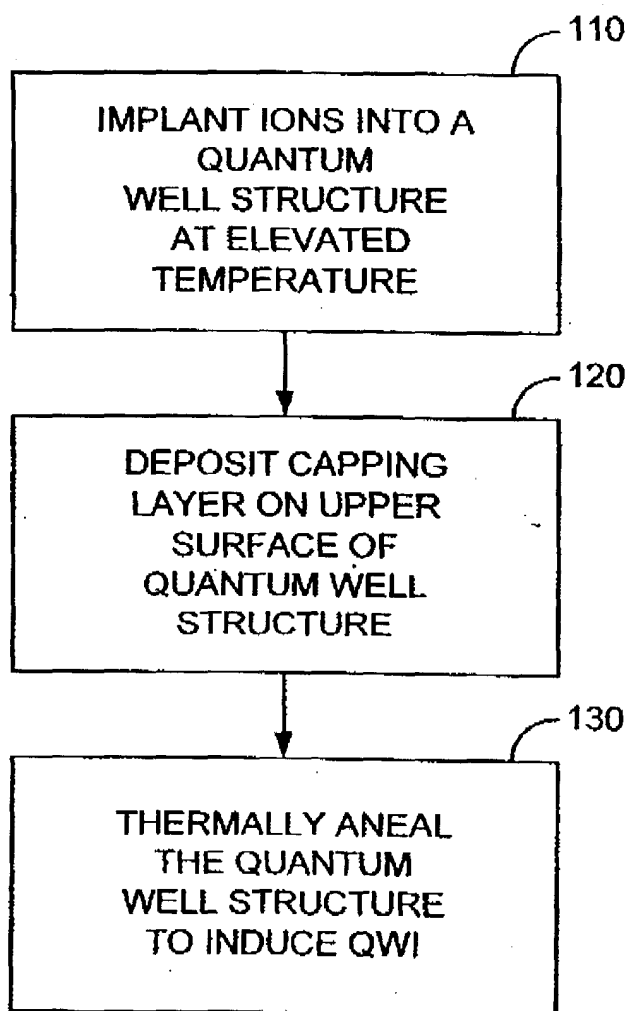 110
IMPLANT IONS INTO A
QUANTUM
WELL STRUCTURE
AT ELEVATED
TEMPERATURE
120
DEPOSIT CAPPING
LAYER ON UPPER
SURFACE OF
QUANTUM WELL
STRUCTURE
130
THERMALLY ANEAL
THE QUANTUM
WELL STRUCTURE
TO INDUCE QWI